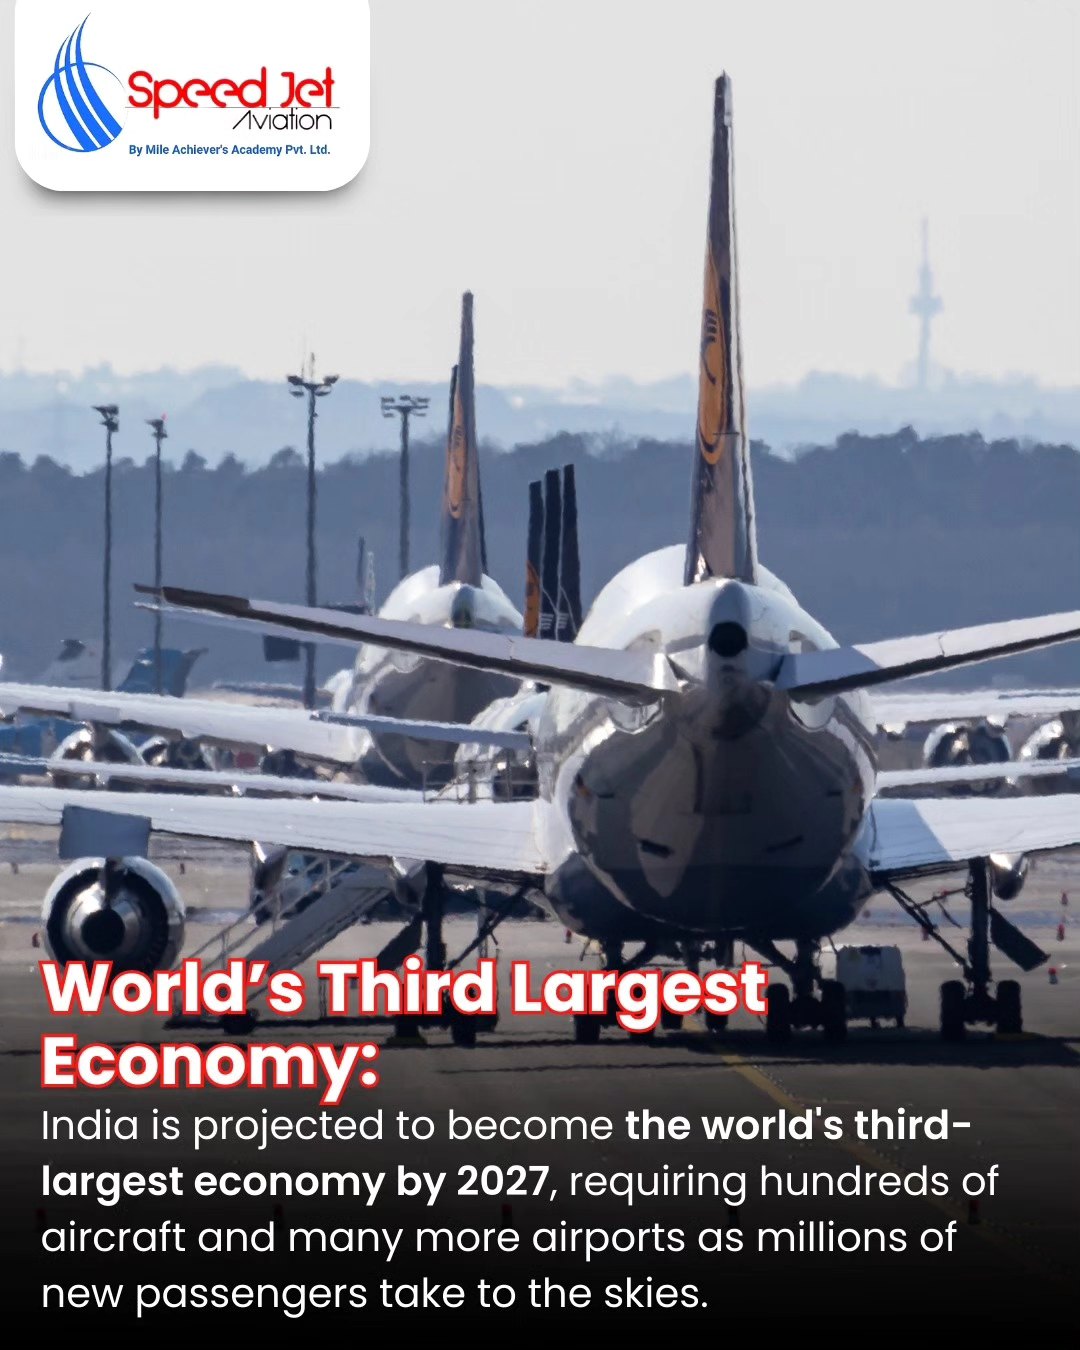 Speed Jet
Aviation
By Mile Achiever's Academy Pvt. Ltd.
World’s Third Largest
Economy:
India is projected to become the world's third-
largest economy by 2027, requiring hundreds of
aircraft and many more airports as millions of
new passengers take to the skies.